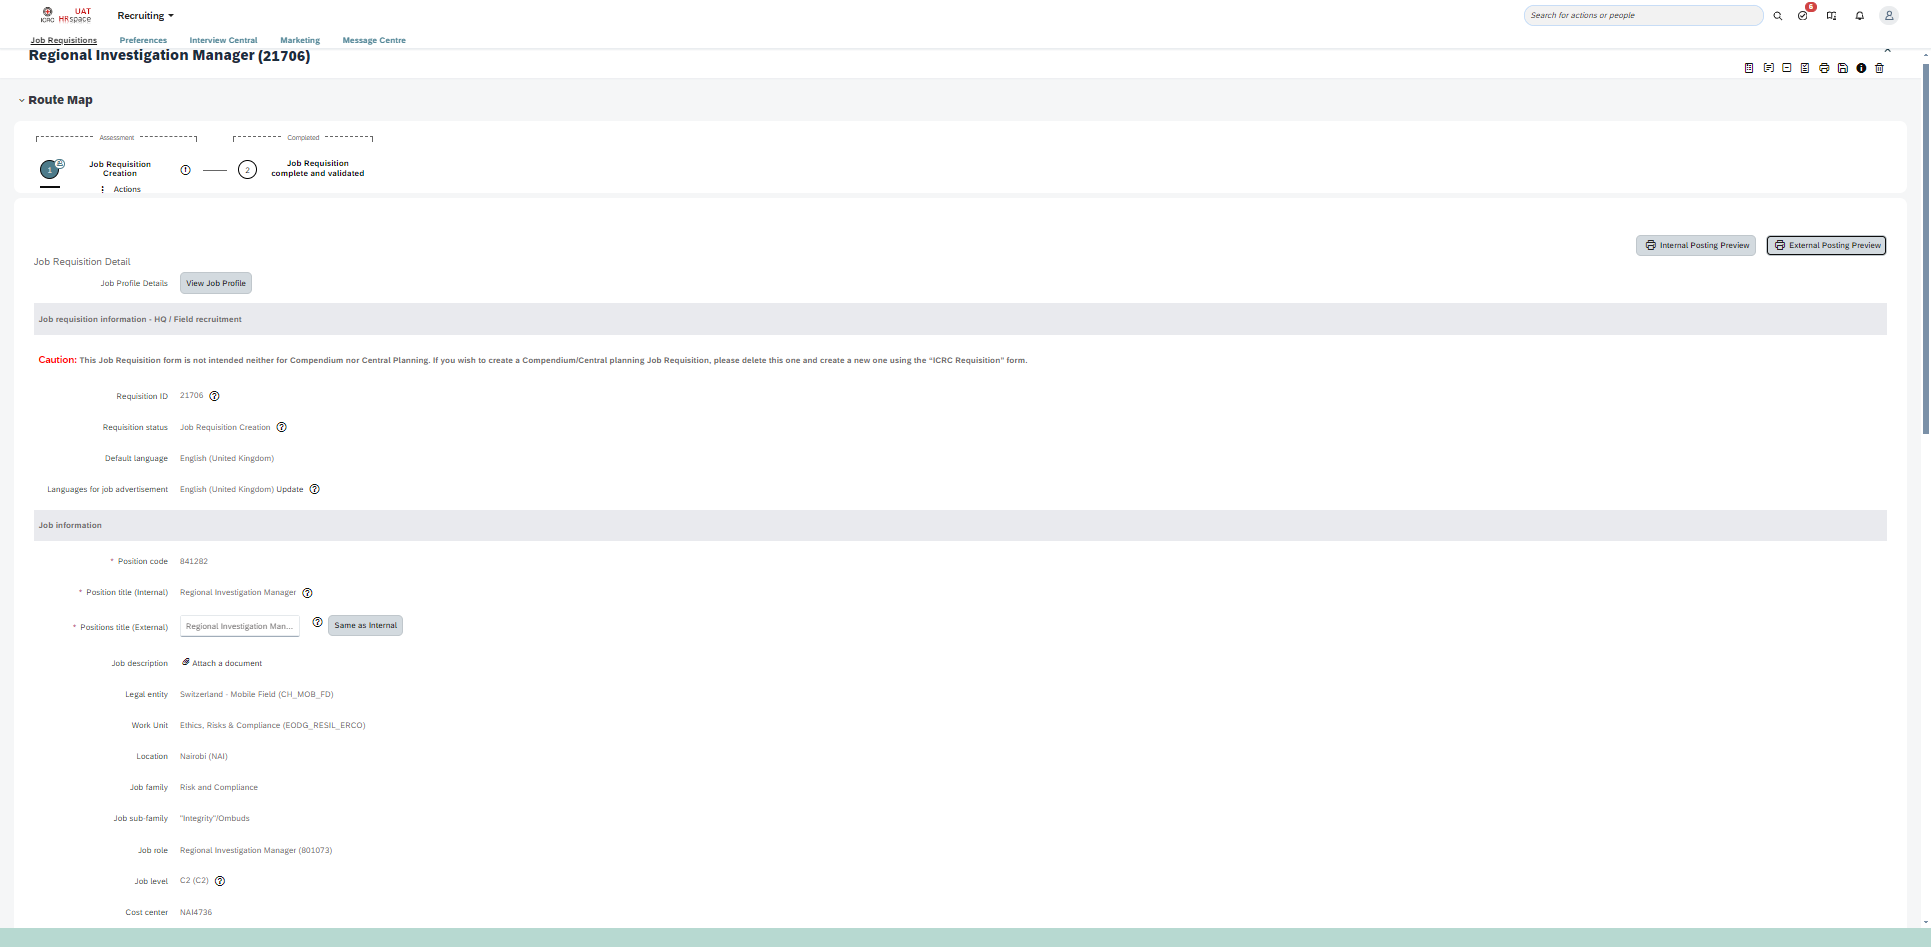 ICRC UAT HRspace Recruiting Search for actions or people 6
Job Requisitions Preferences Interview Central Marketing Message Centre
Regional Investigation Manager (21706)
Route Map
Assessment Completed
1 Job Requisition Creation 2 Job Requisition complete and validated
Actions
Internal Posting Preview External Posting Preview
Job Requisition Detail
Job Profile Details View Job Profile
Job requisition information - HQ / Field recruitment
Caution: This Job Requisition form is not intended neither for Compendium nor Central Planning. If you wish to create a Compendium/Central planning Job Requisition, please delete this one and create a new one using the “ICRC Requisition” form.
Requisition ID 21706
Requisition status Job Requisition Creation
Default language English (United Kingdom)
Languages for job advertisement English (United Kingdom) Update
Job information
* Position code 841282
* Position title (Internal) Regional Investigation Manager
* Positions title (External) Regional Investigation Man... Same as Internal
Job description Attach a document
Legal entity Switzerland - Mobile Field (CH_MOB_FD)
Work Unit Ethics, Risks & Compliance (EODG_RESIL_ERCO)
Location Nairobi (NAI)
Job family Risk and Compliance
Job sub-family "Integrity"/Ombuds
Job role Regional Investigation Manager (801073)
Job level C2 (C2)
Cost center NAI4736